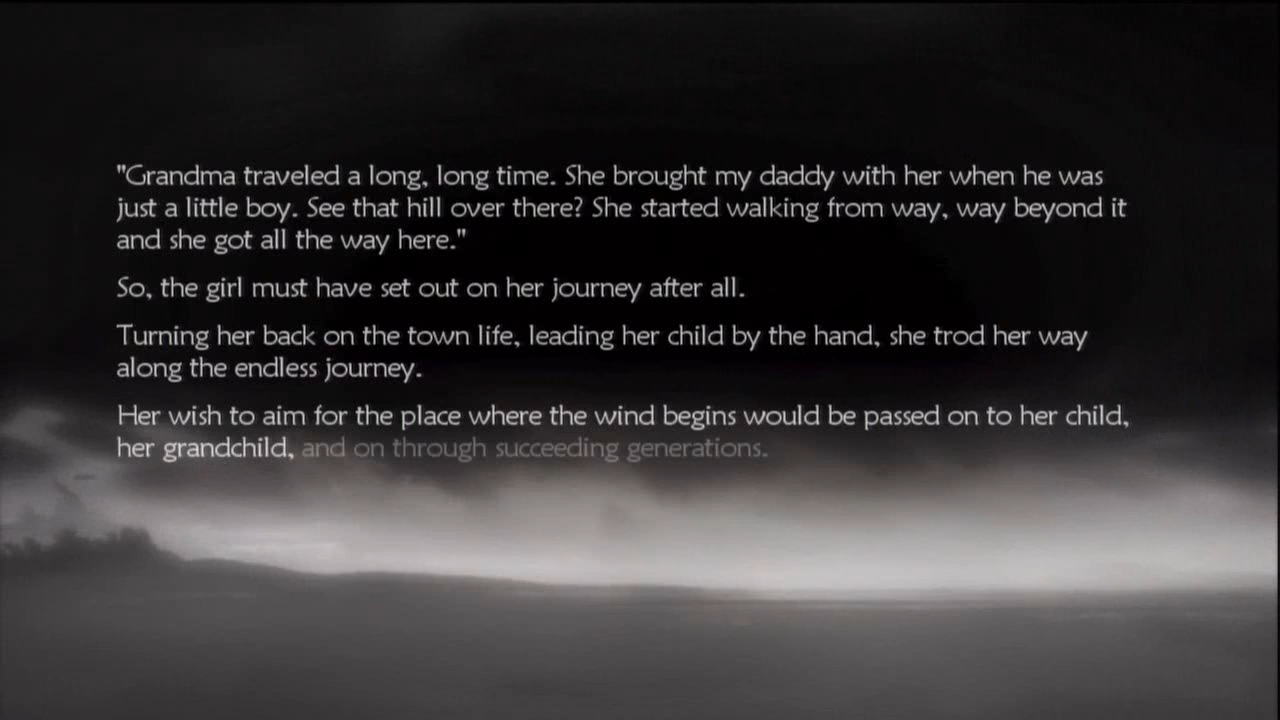 "Grandma traveled a long, long time. She brought my daddy with her when he was
just a little boy. See that hill over there? She started walking from way, way beyond it
and she got all the way here."
So, the girl must have set out on her journey after all.
Turning her back on the town life, leading her child by the hand, she trod her way
along the endless journey.
Her wish to aim for the place where the wind begins would be passed on to her child,
her grandchild, and on through succeeding generations.